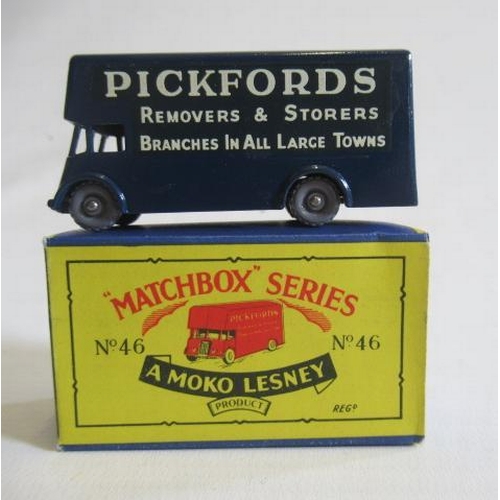 PICKFORDS
REMOVERS & STORERS
BRANCHES IN ALL LARGE TOWNS
"MATCHBOX" SERIES
PICKFORDS
Nº46
Nº46
A MOKO LESNEY
PRODUCT
REGD